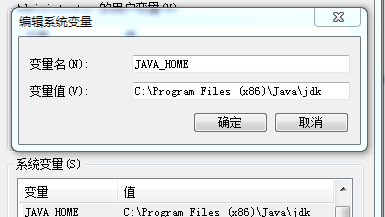 编辑系统变量
变量名(N):
JAVA_HOME
变量值(V):
C:\Program Files (x86)\Java\jdk
确定
取消
系统变量(S)
变量
值
JAVA_HOME
C:\Program Files (x86)\Java\jdk